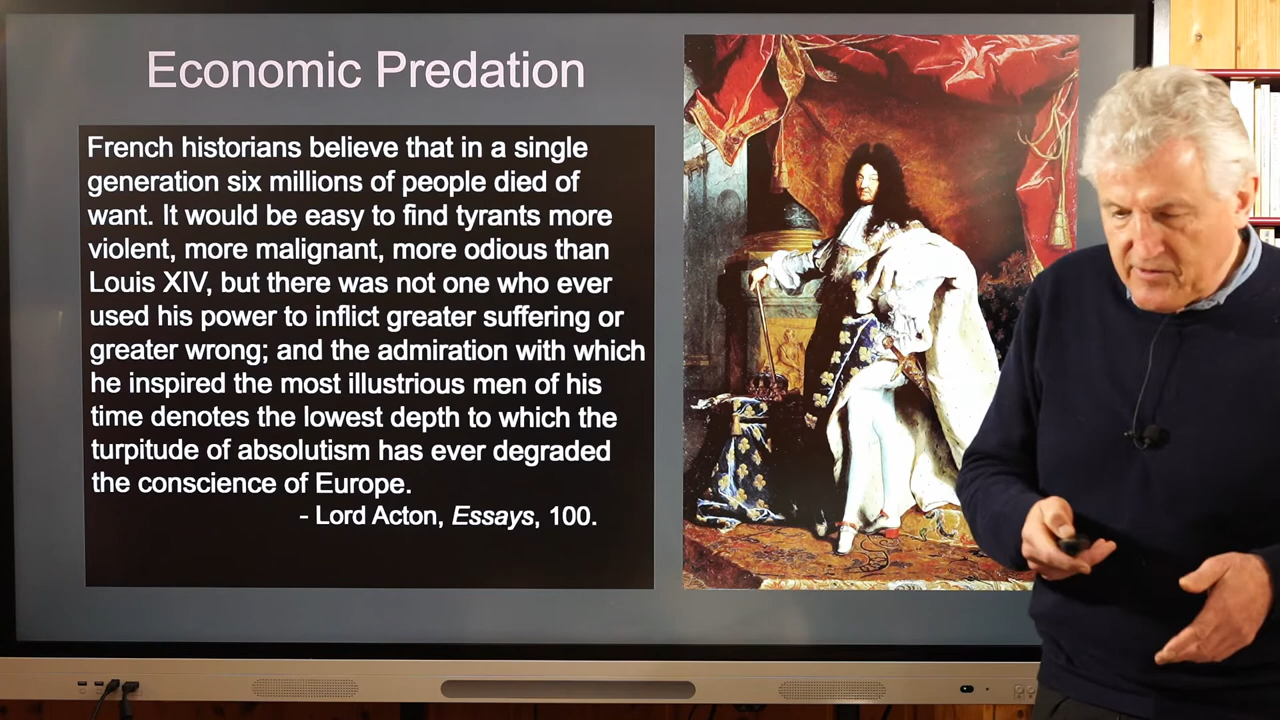 Economic Predation
French historians believe that in a single
generation six millions of people died of
want. It would be easy to find tyrants more
violent, more malignant, more odious than
Louis XIV, but there was not one who ever
used his power to inflict greater suffering or
greater wrong; and the admiration with which
he inspired the most illustrious men of his
time denotes the lowest depth to which the
turpitude of absolutism has ever degraded
the conscience of Europe.
- Lord Acton, Essays, 100.